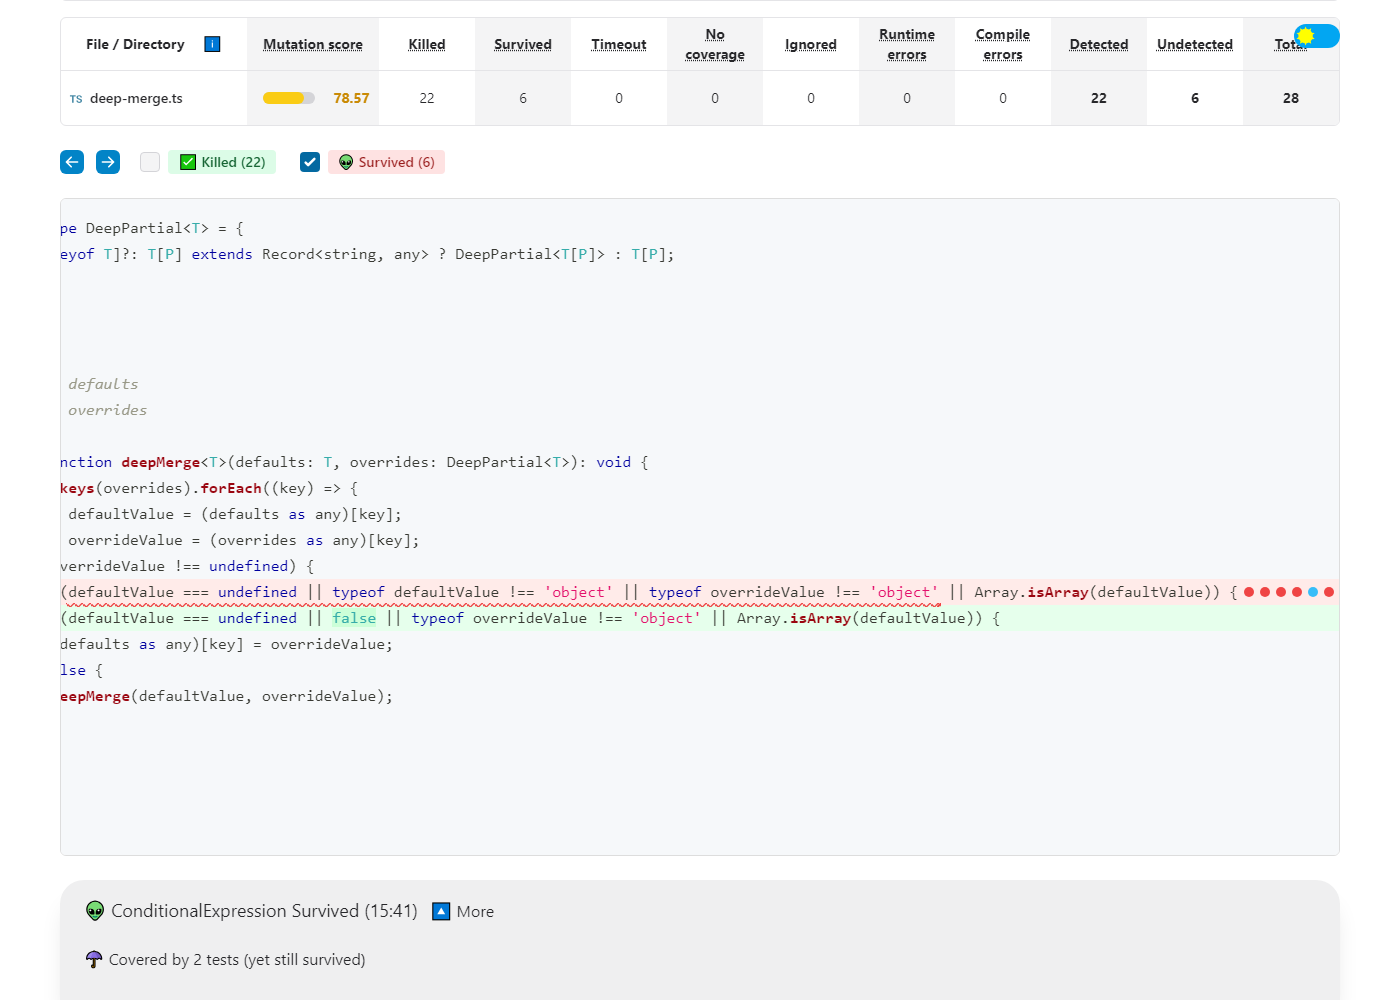 File / Directory i Mutation score Killed Survived Timeout No coverage Ignored Runtime errors Compile errors Detected Undetected
TS deep-merge.ts 78.57 22 6 0 0 0 0 0 22 6 28
Killed (22) Survived (6)
pe DeepPartial<T> = {
eyof T]?: T[P] extends Record<string, any> ? DeepPartial<T[P]> : T[P];
defaults
overrides
nction deepMerge<T>(defaults: T, overrides: DeepPartial<T>): void {
keys(overrides).forEach((key) => {
defaultValue = (defaults as any)[key];
overrideValue = (overrides as any)[key];
verrideValue !== undefined) {
(defaultValue === undefined || typeof defaultValue !== 'object' || typeof overrideValue !== 'object' || Array.isArray(defaultValue)) {
(defaultValue === undefined || false || typeof overrideValue !== 'object' || Array.isArray(defaultValue)) {
defaults as any)[key] = overrideValue;
lse {
eepMerge(defaultValue, overrideValue);
ConditionalExpression Survived (15:41) More
Covered by 2 tests (yet still survived)